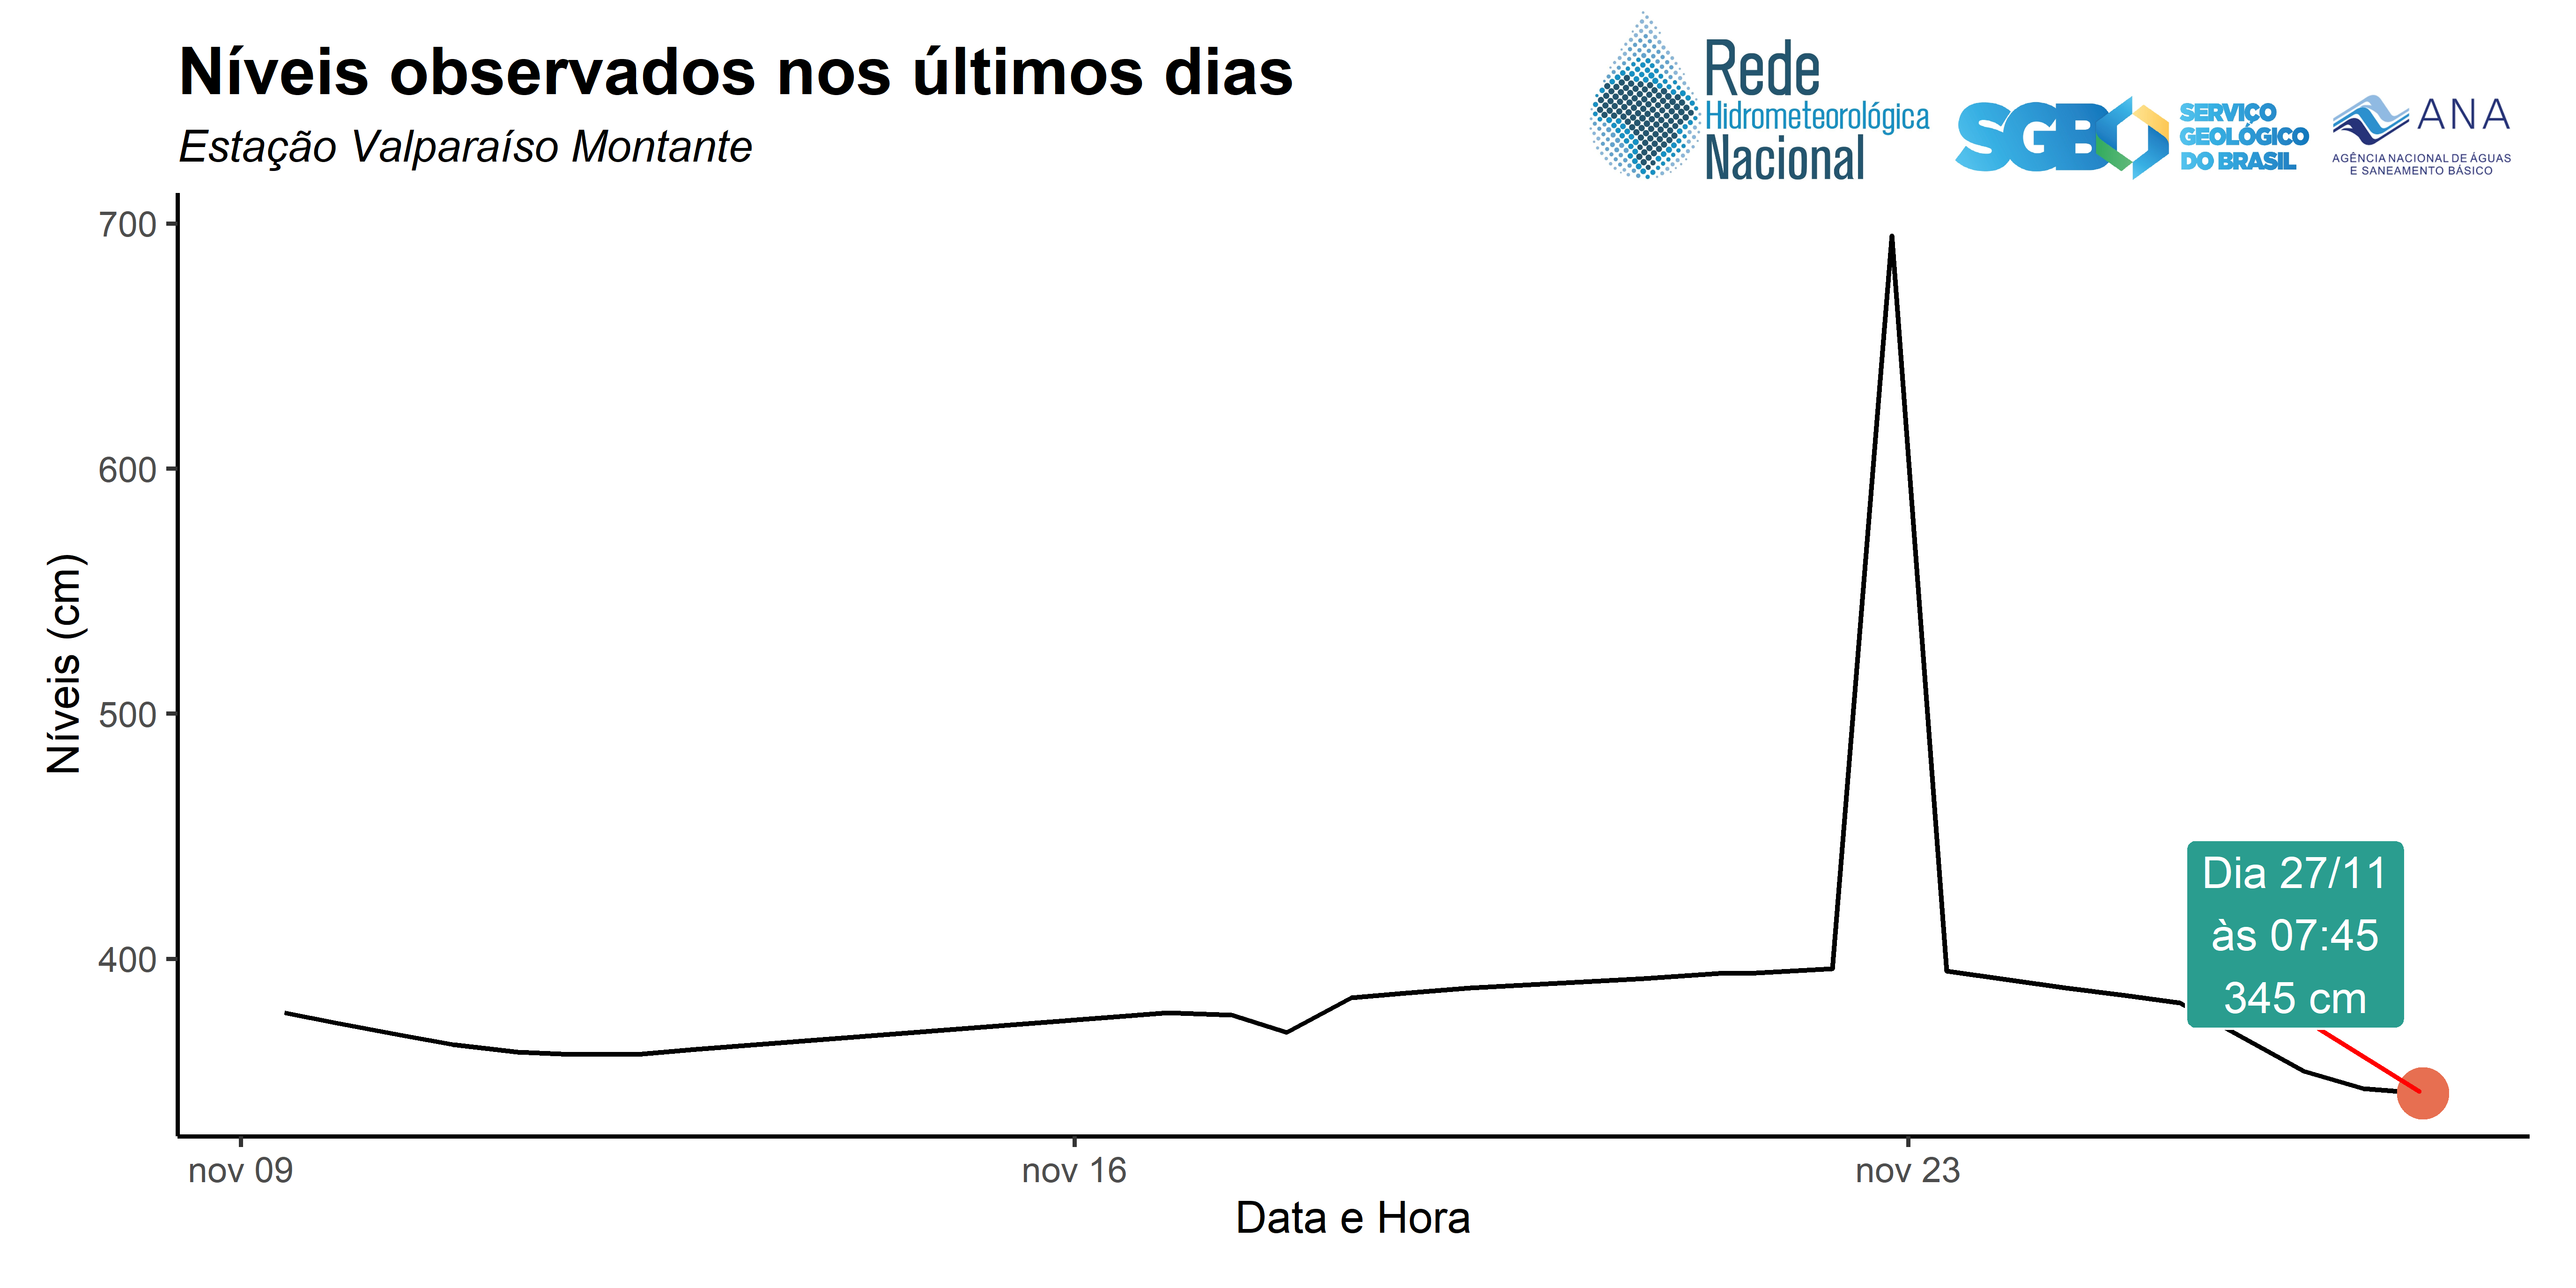 Níveis observados nos últimos dias
Estação Valparaíso Montante
Rede
Hidrometeorológica
Nacional
SGB
SERVIÇO
GEOLÓGICO
DO BRASIL
ANA
AGÊNCIA NACIONAL DE ÁGUAS
E SANEAMENTO BÁSICO
Níveis (cm)
700
600
500
400
Dia 27/11
às 07:45
345 cm
nov 09
nov 16
nov 23
Data e Hora